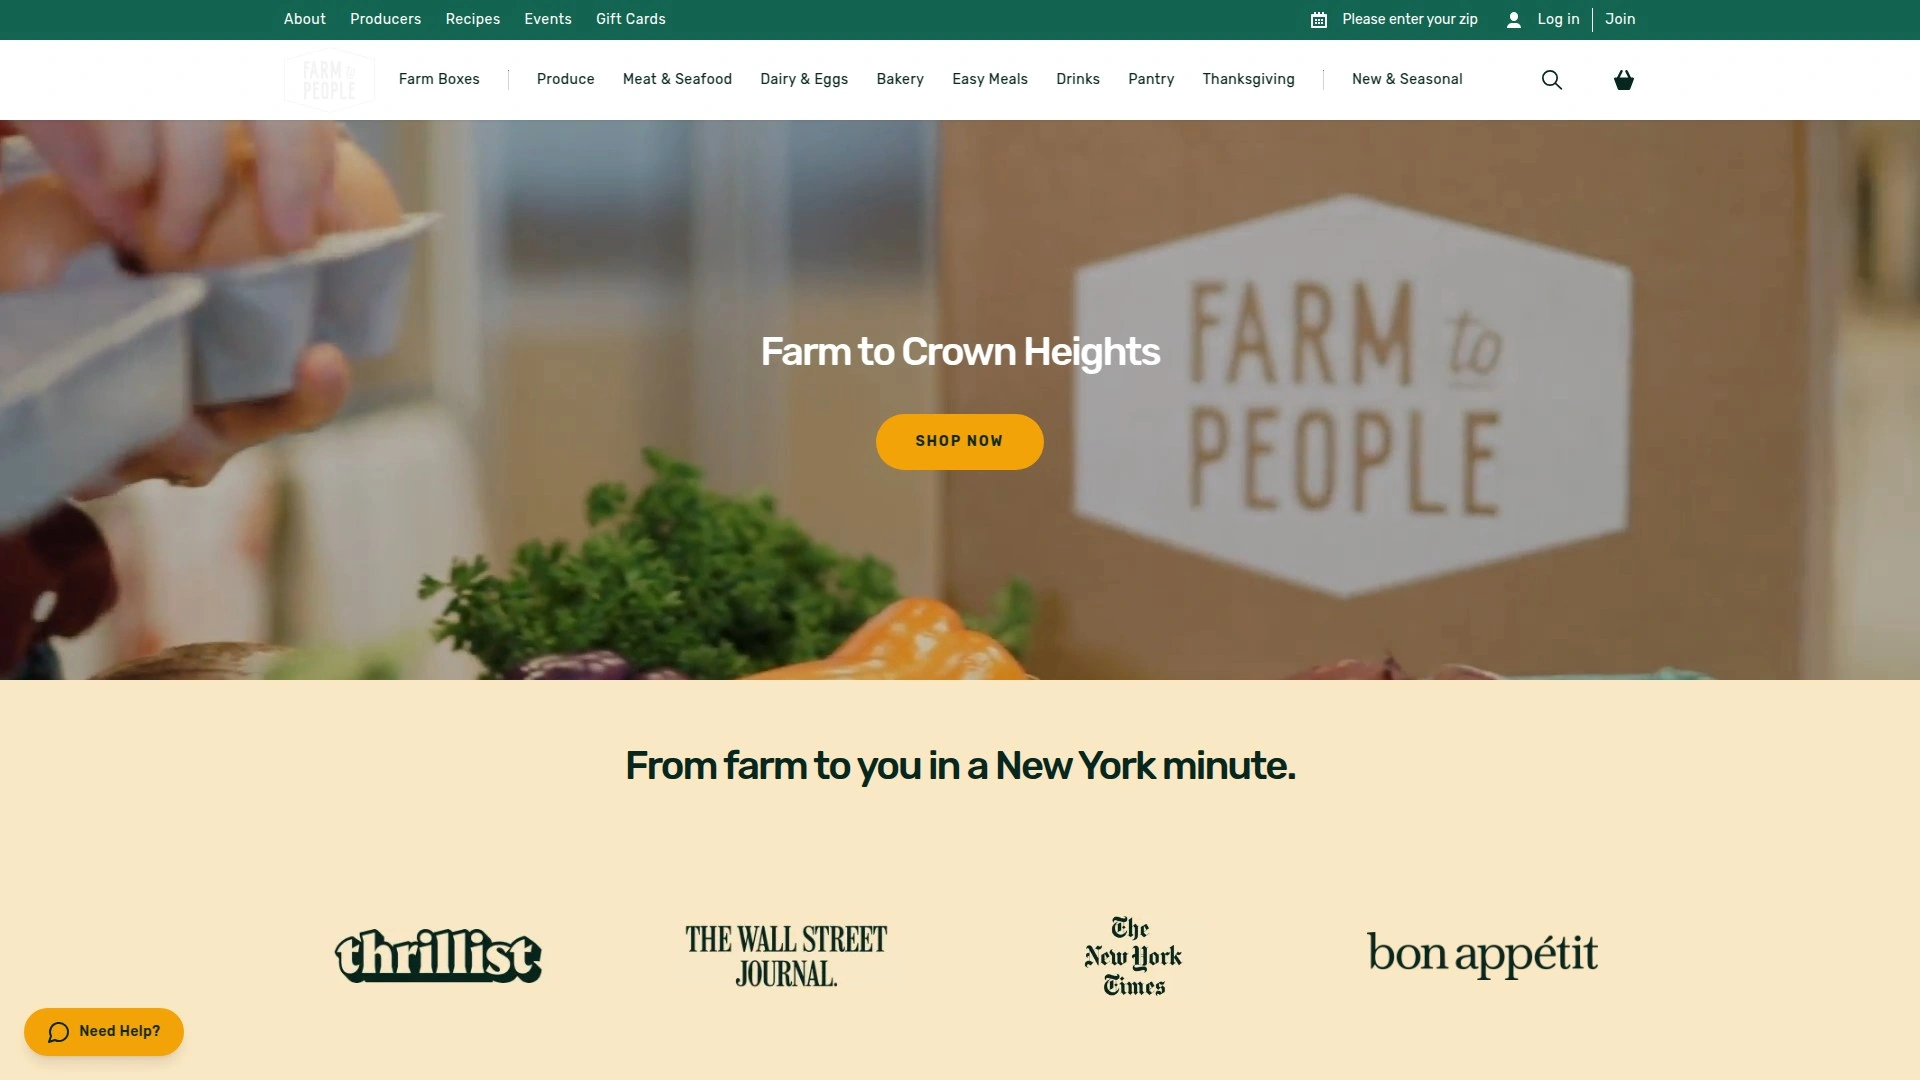 About Producers Recipes Events Gift Cards Please enter your zip Log in Join
FARM to
PEOPLE
Farm Boxes Produce Meat & Seafood Dairy & Eggs Bakery Easy Meals Drinks Pantry Thanksgiving New & Seasonal
FARM to
PEOPLE
Farm to Crown Heights
SHOP NOW
From farm to you in a New York minute.
thrillist
THE WALL STREET
JOURNAL.
The
New York
Times
bon appétit
Need Help?